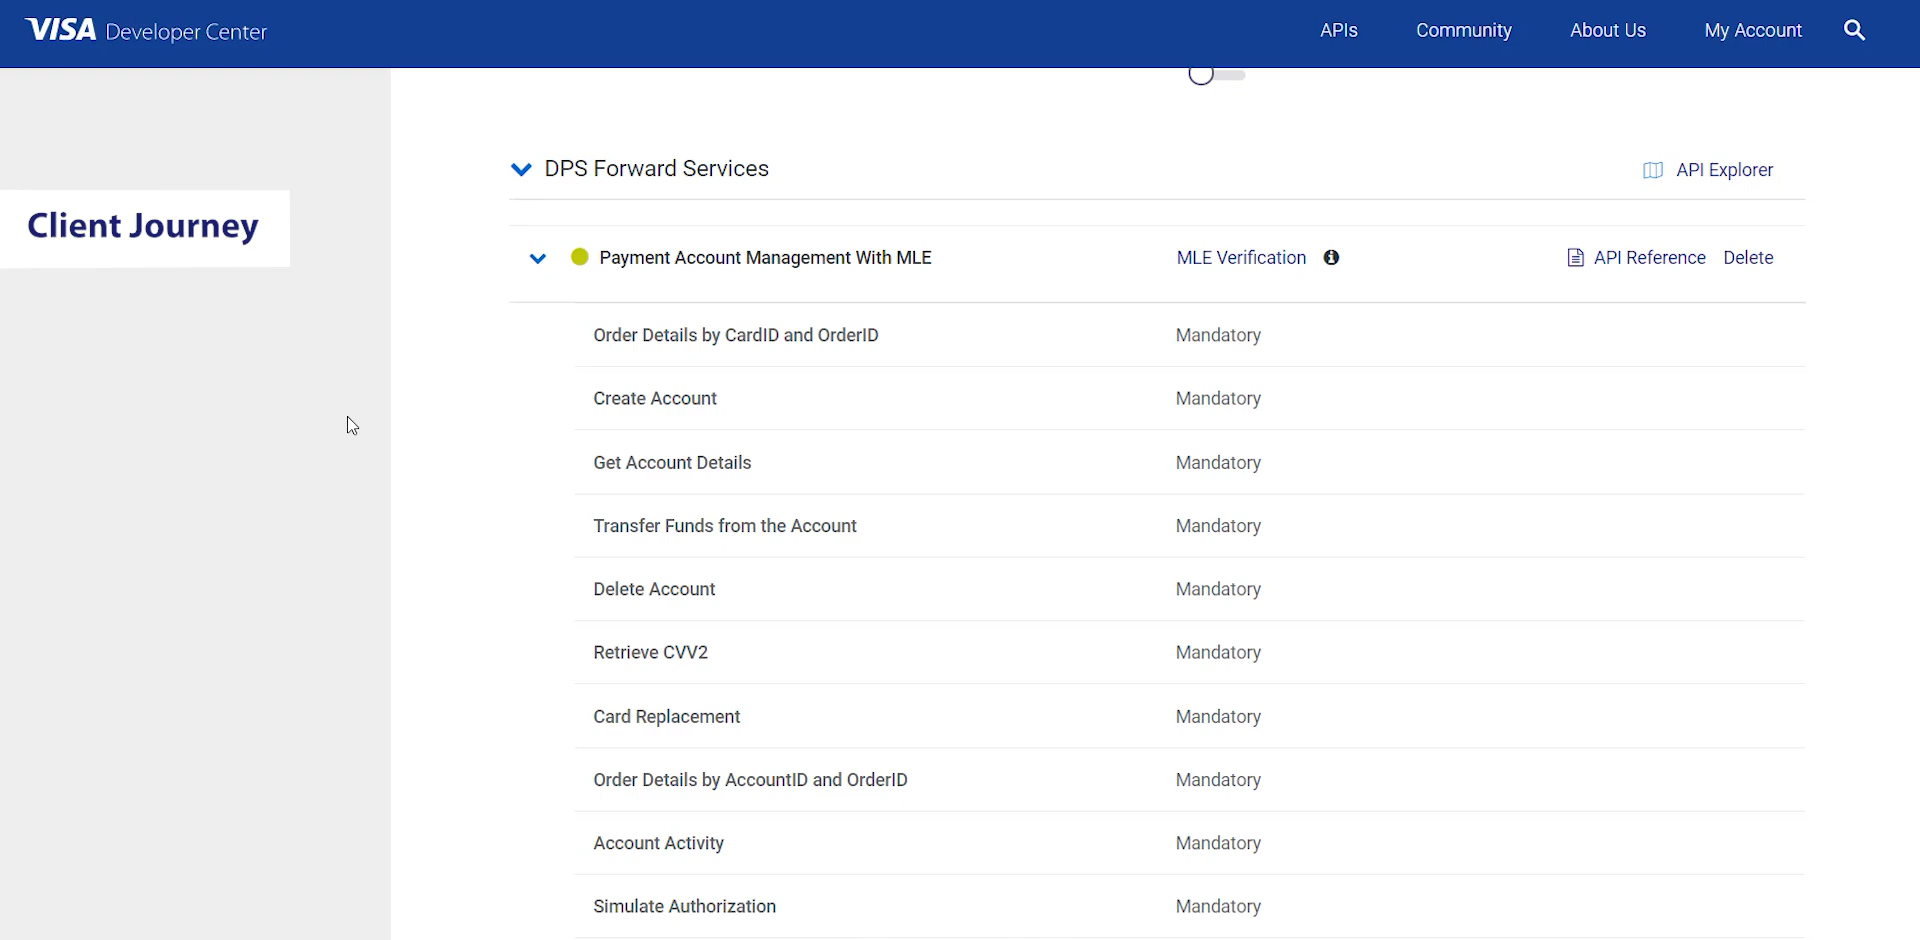 VISA Developer Center
APIs
Community
About Us
My Account
Client Journey
DPS Forward Services
API Explorer
Payment Account Management With MLE
MLE Verification
API Reference
Delete
Order Details by CardID and OrderID
Mandatory
Create Account
Mandatory
Get Account Details
Mandatory
Transfer Funds from the Account
Mandatory
Delete Account
Mandatory
Retrieve CVV2
Mandatory
Card Replacement
Mandatory
Order Details by AccountID and OrderID
Mandatory
Account Activity
Mandatory
Simulate Authorization
Mandatory